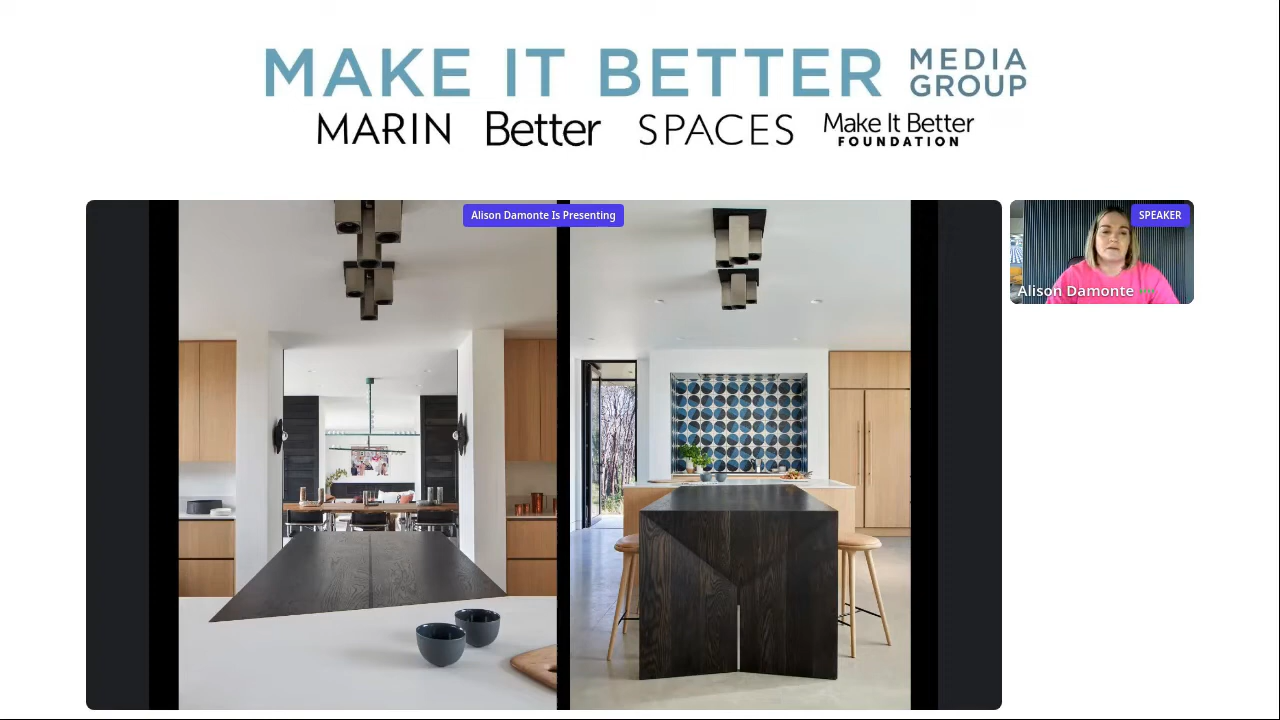 MAKE IT BETTER MEDIA GROUP
MARIN Better SPACES Make It Better FOUNDATION
Alison Damonte Is Presenting
SPEAKER
Alison Damonte